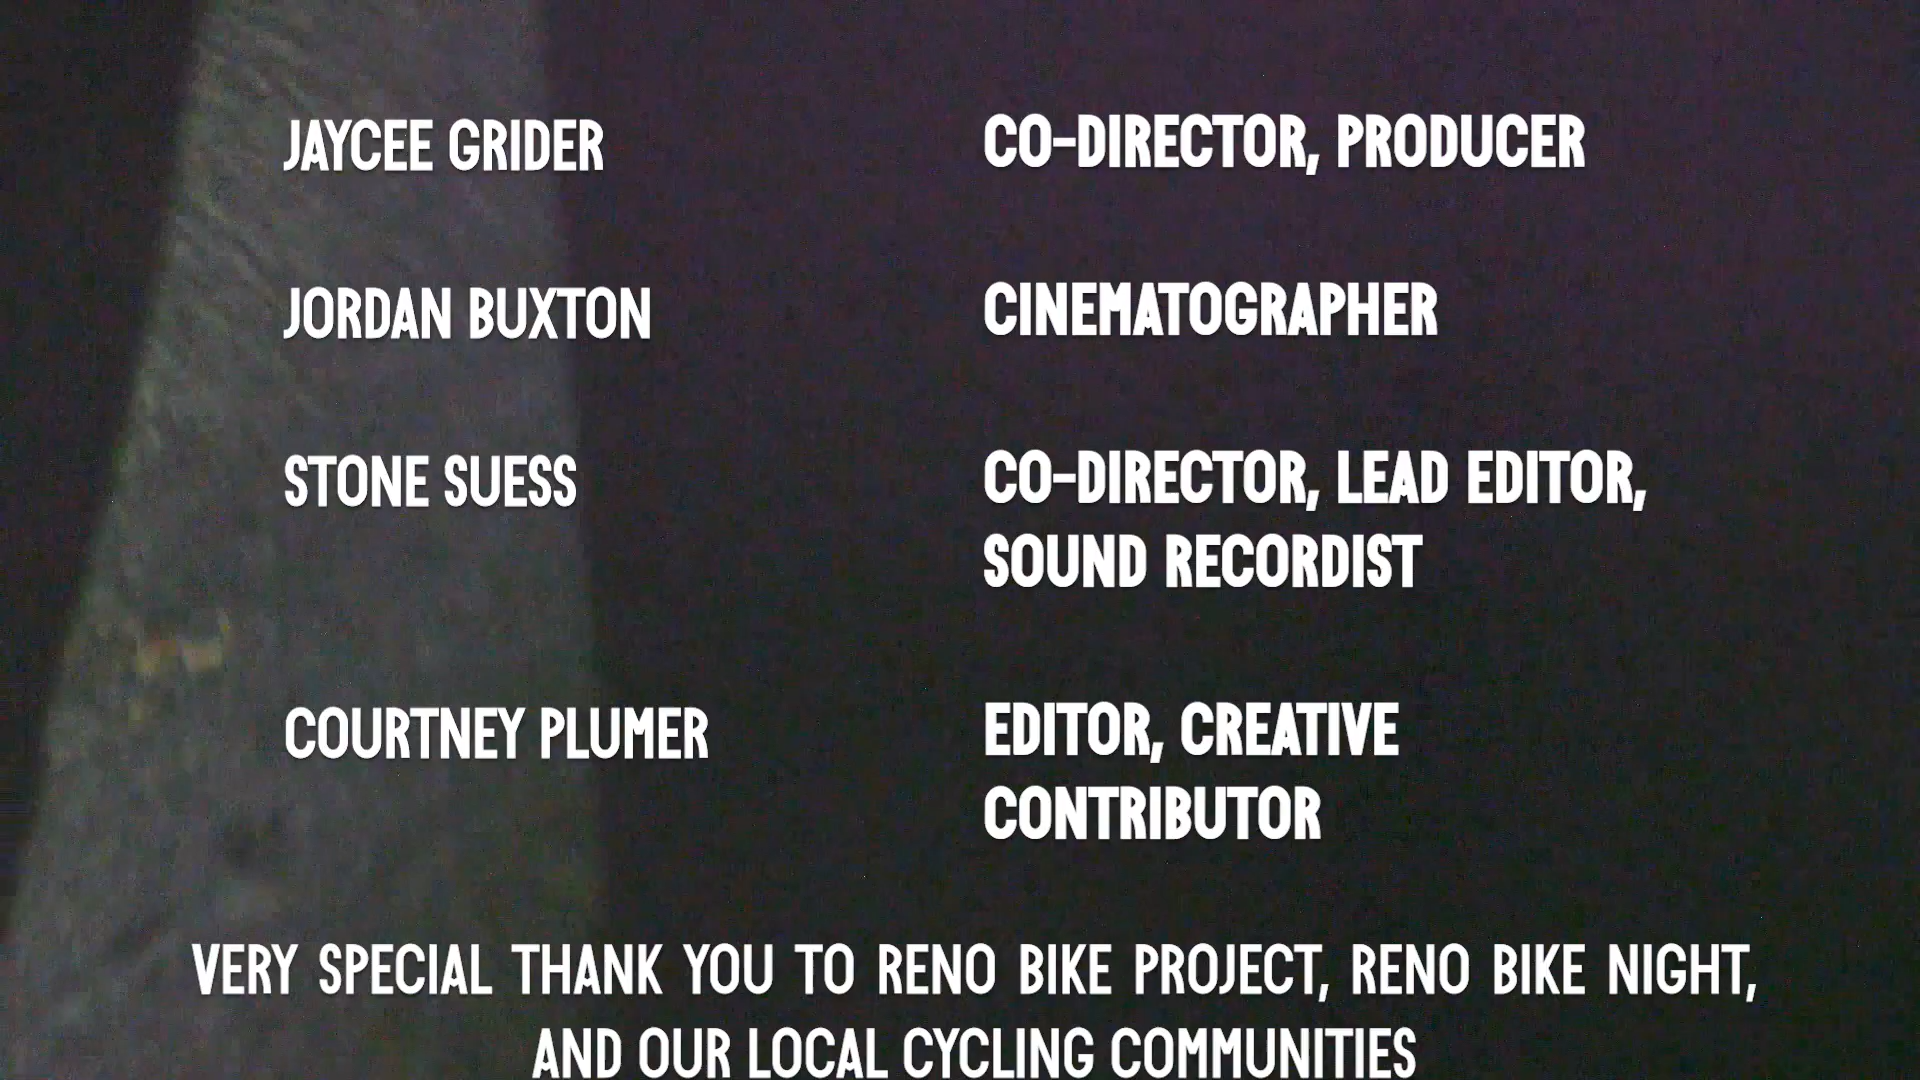 JAYCEE GRIDER CO-DIRECTOR, PRODUCER
JORDAN BUXTON CINEMATOGRAPHER
STONE SUESS CO-DIRECTOR, LEAD EDITOR,
SOUND RECORDIST
COURTNEY PLUMER EDITOR, CREATIVE
CONTRIBUTOR
VERY SPECIAL THANK YOU TO RENO BIKE PROJECT, RENO BIKE NIGHT,
AND OUR LOCAL CYCLING COMMUNITIES